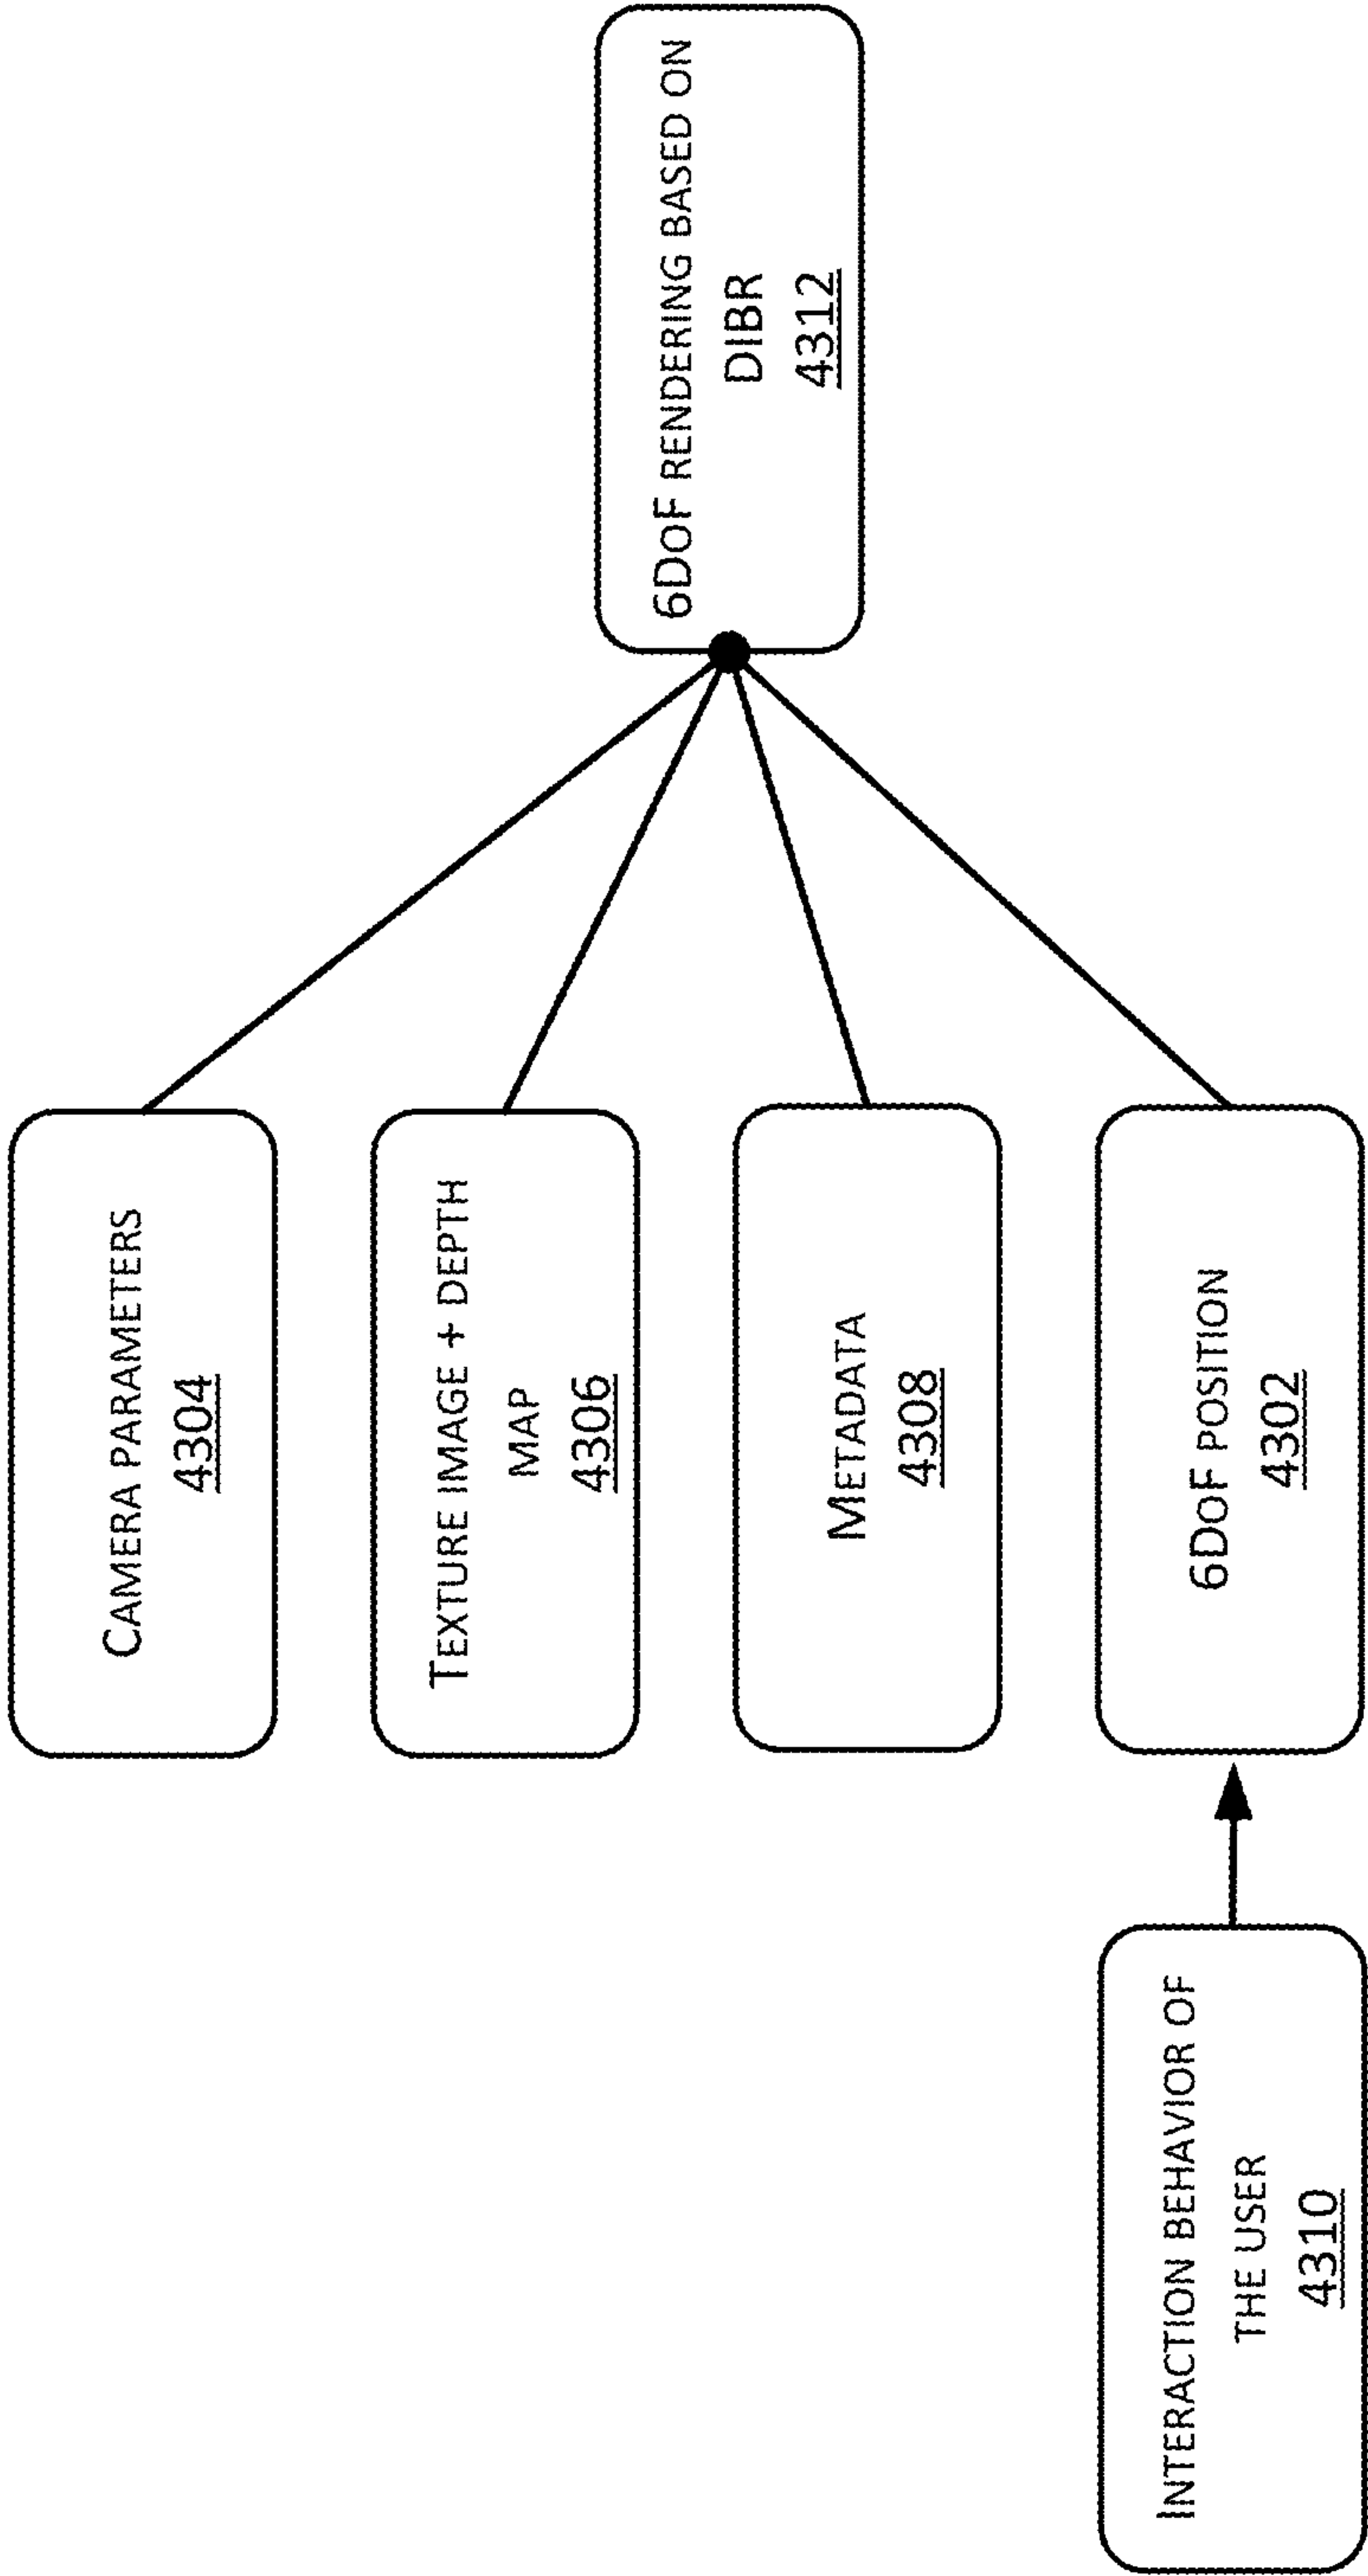 Camera parameters
4304
Texture image + depth
map
4306
Metadata
4308
Interaction behavior of
the user
4310
6DoF position
4302
6DoF rendering based on
DIBR
4312